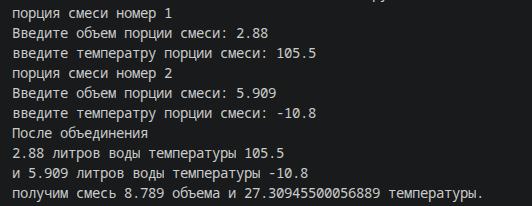 порция смеси номер 1
Введите объем порции смеси: 2.88
введите температру порции смеси: 105.5
порция смеси номер 2
Введите объем порции смеси: 5.909
введите температру порции смеси: -10.8
После объединения
2.88 литров воды температуры 105.5
и 5.909 литров воды температуры -10.8
получим смесь 8.789 объема и 27.30945500056889 температуры.